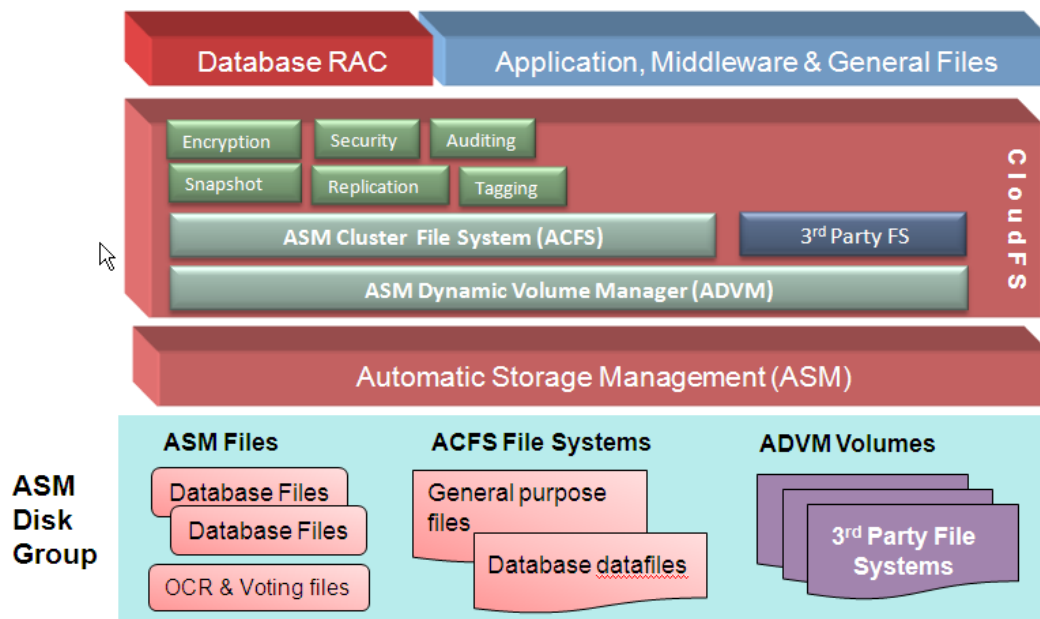 Database RAC
Application, Middleware & General Files
Encryption
Security
Auditing
Snapshot
Replication
Tagging
ASM Cluster File System (ACFS)
3rd Party FS
ASM Dynamic Volume Manager (ADVM)
CloudFS
Automatic Storage Management (ASM)
ASM
Disk
Group
ASM Files
Database Files
Database Files
OCR & Voting files
ACFS File Systems
General purpose
files
Database datafiles
ADVM Volumes
3rd Party File
Systems